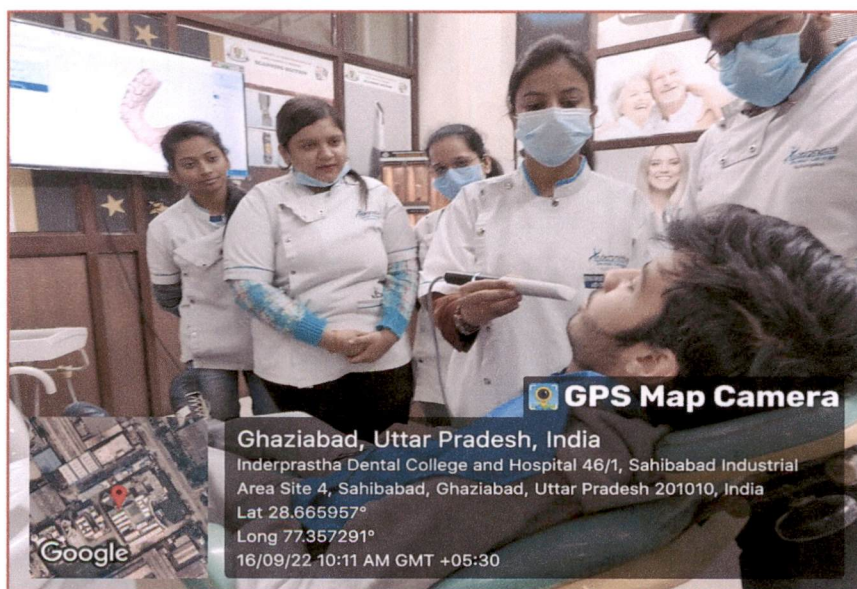 GPS Map Camera
Ghaziabad, Uttar Pradesh, India
Inderprastha Dental College and Hospital 46/1, Sahibabad Industrial
Area Site 4, Sahibabad, Ghaziabad, Uttar Pradesh 201010, India
Lat 28.665957°
Long 77.357291°
16/09/22 10:11 AM GMT +05:30
Google